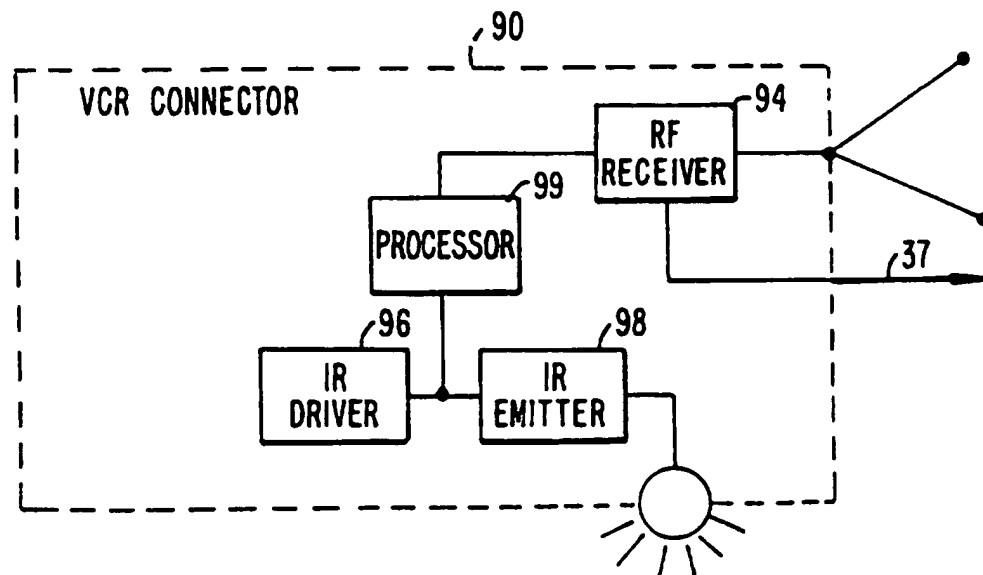 90
VCR CONNECTOR
94
RF
RECEIVER
99
PROCESSOR
37
96
IR
DRIVER
98
IR
EMITTER